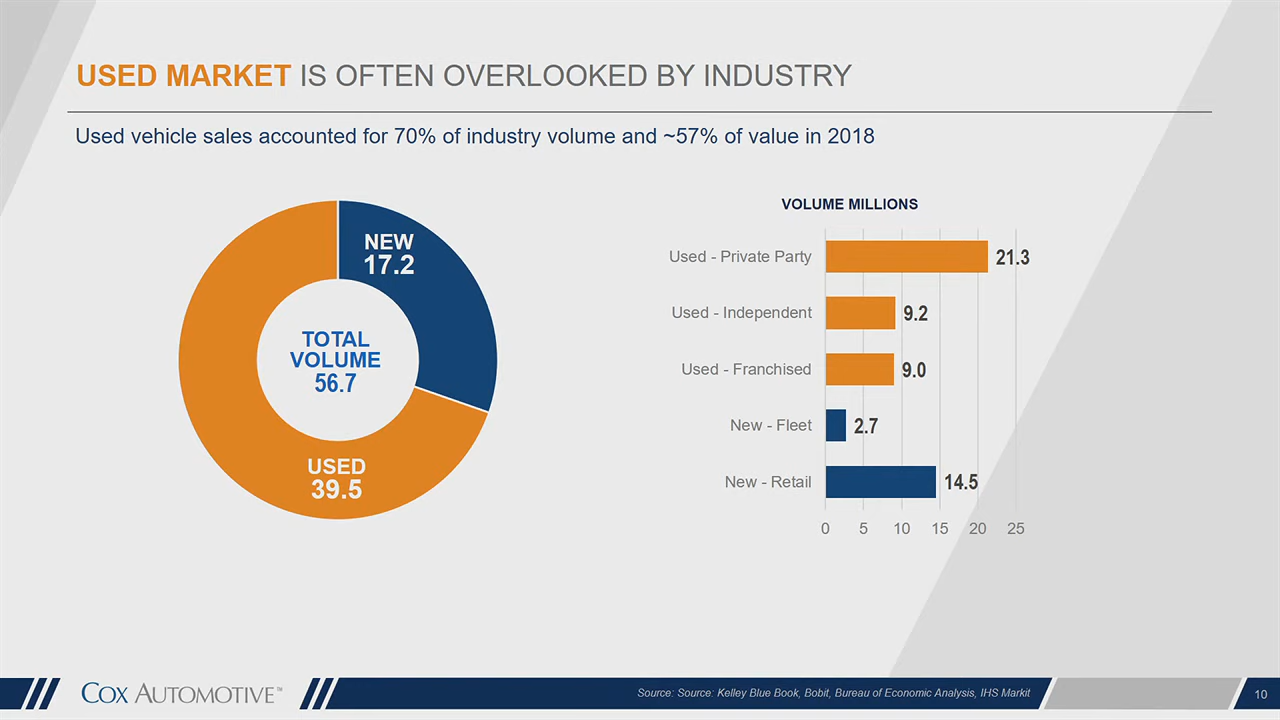 USED MARKET IS OFTEN OVERLOOKED BY INDUSTRY
Used vehicle sales accounted for 70% of industry volume and ~57% of value in 2018
NEW
17.2
TOTAL
VOLUME
56.7
USED
39.5
VOLUME MILLIONS
Used - Private Party 21.3
Used - Independent 9.2
Used - Franchised 9.0
New - Fleet 2.7
New - Retail 14.5
0 5 10 15 20 25
COX AUTOMOTIVE™
Source: Source: Kelley Blue Book, Bobit, Bureau of Economic Analysis, IHS Markit
10